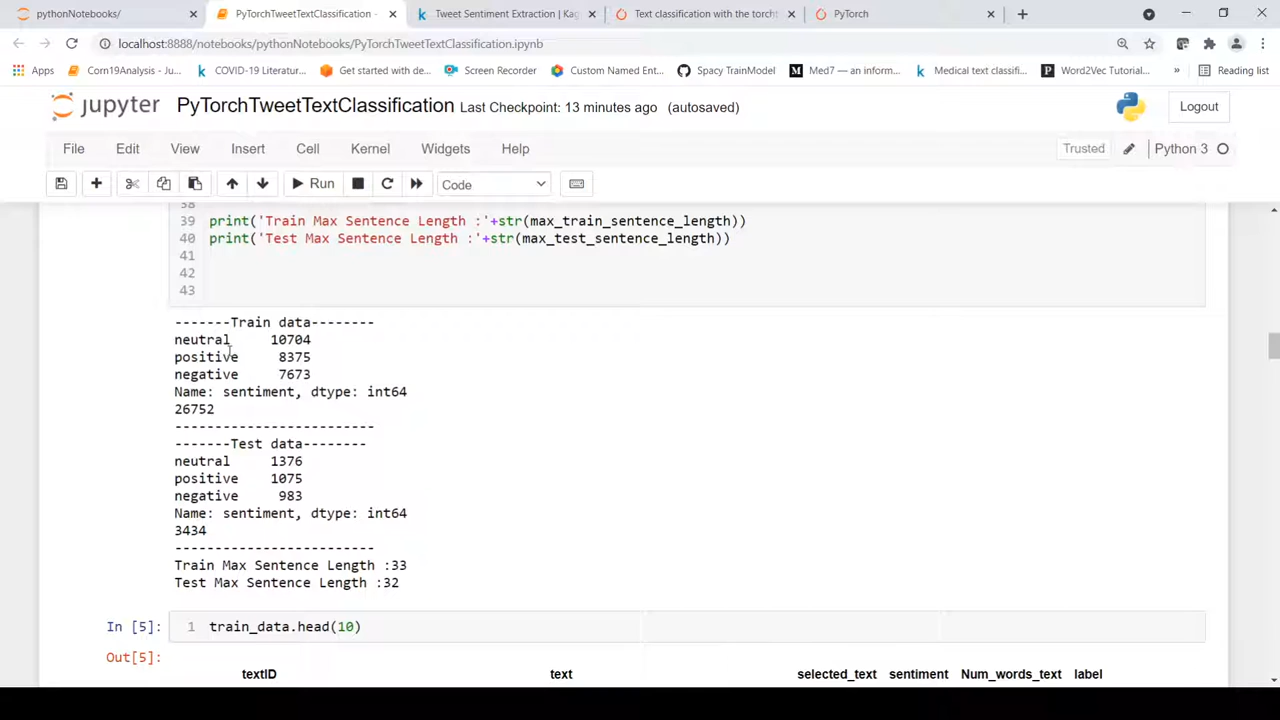 pythonNotebooks/
PyTorchTweetTextClassification -
Tweet Sentiment Extraction | Kag
Text classification with the torcht
PyTorch
localhost:8888/notebooks/pythonNotebooks/PyTorchTweetTextClassification.ipynb
Apps
Corn19Analysis - Ju...
COVID-19 Literatur...
Get started with de...
Screen Recorder
Custom Named Ent...
Spacy TrainModel
Med7 — an inform...
Medical text classifi...
Word2Vec Tutorial...
»
Reading list
jupyter PyTorchTweetTextClassification Last Checkpoint: 13 minutes ago (autosaved)
Logout
File Edit View Insert Cell Kernel Widgets Help
Trusted
Python 3
Run
Code
38
39 print('Train Max Sentence Length :'+str(max_train_sentence_length))
40 print('Test Max Sentence Length :'+str(max_test_sentence_length))
41
42
43
-------Train data--------
neutral 10704
positive 8375
negative 7673
Name: sentiment, dtype: int64
26752
-------------------------
-------Test data--------
neutral 1376
positive 1075
negative 983
Name: sentiment, dtype: int64
3434
-------------------------
Train Max Sentence Length :33
Test Max Sentence Length :32
In [5]: 1 train_data.head(10)
Out[5]:
textID text selected_text sentiment Num_words_text label